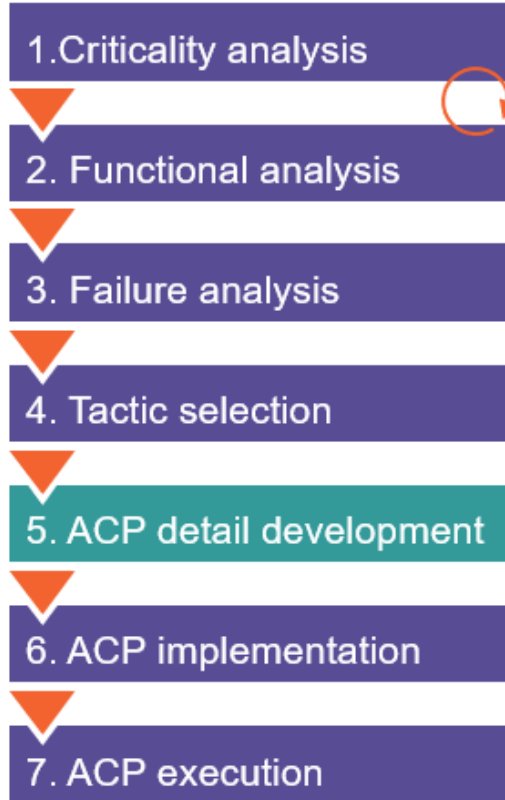 1.Criticality analysis
2. Functional analysis
3. Failure analysis
4. Tactic selection
5. ACP detail development
6. ACP implementation
7. ACP execution